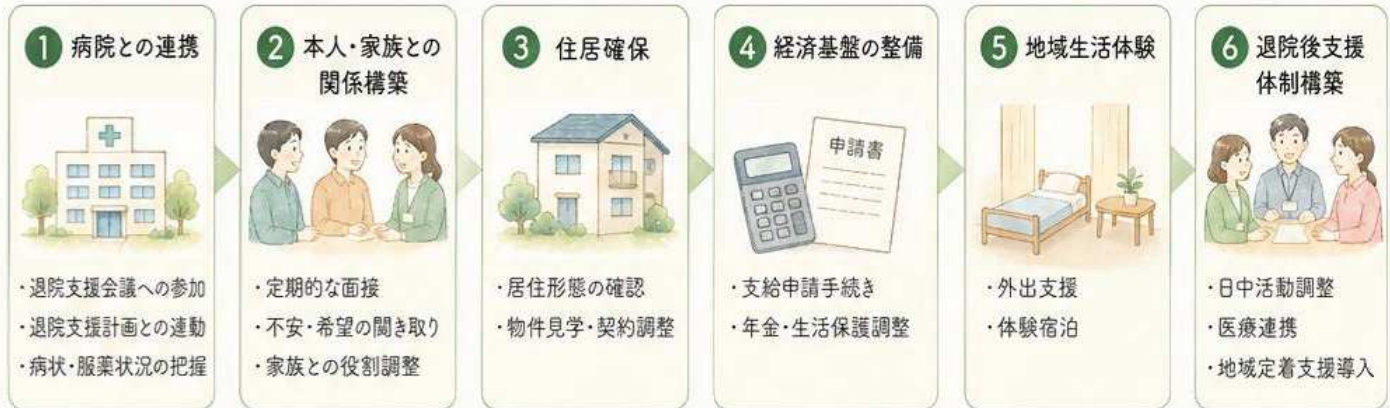 1 病院との連携
・退院支援会議への参加
・退院支援計画との連動
・病状・服薬状況の把握
2 本人・家族との
関係構築
・定期的な面接
・不安・希望の聞き取り
・家族との役割調整
3 住居確保
・居住形態の確認
・物件見学・契約調整
4 経済基盤の整備
申請書
・支給申請手続き
・年金・生活保護調整
5 地域生活体験
・外出支援
・体験宿泊
6 退院後支援
体制構築
・日中活動調整
・医療連携
・地域定着支援導入